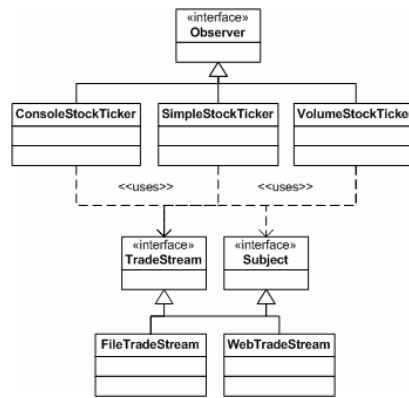 «interface»
Observer
ConsoleStockTicker
SimpleStockTicker
VolumeStockTicker
<<uses>>
<<uses>>
«interface»
TradeStream
«interface»
Subject
FileTradeStream
WebTradeStream